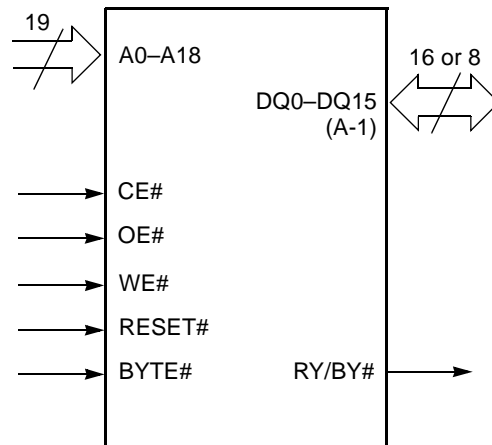 19
A0–A18
16 or 8
DQ0–DQ15
(A-1)
CE#
OE#
WE#
RESET#
BYTE#
RY/BY#